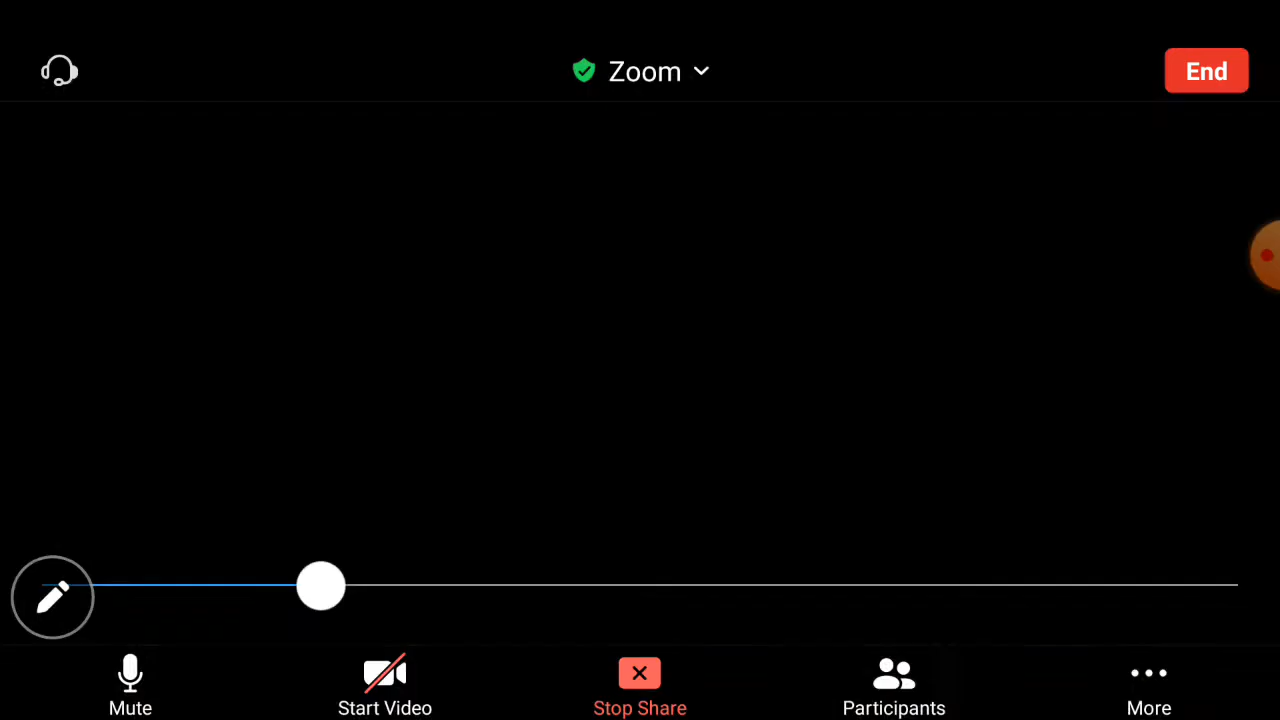 Zoom
End
Mute
Start Video
Stop Share
Participants
More